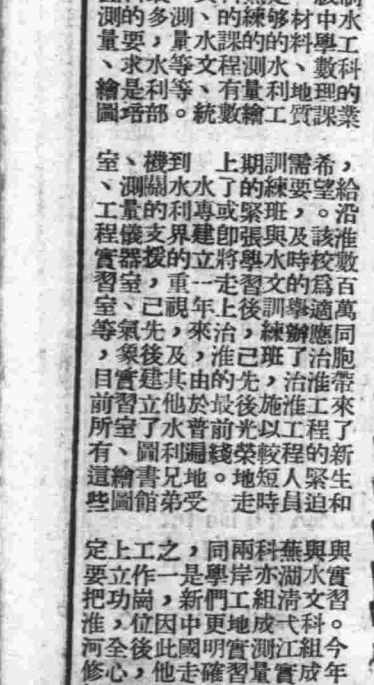 制水工科的業
般中學數理課
材料、地質
足够的水利工
熟練的測量繪
的課程有數
、水文、統
測量等等。
多,水利部
的要求是培
測量、繪圖
,給沿淮數百萬同胞帶來了新生和
希望。該校爲適應治淮工程的緊迫
需要,及時的舉辦了治淮工程人員
訓練班與水文訓練班,施以較短時
期的緊張學習後,已先後光榮地走
上了或卽將走上治淮的最前綫。
水專建立一年來,由於普遍地受
到水利界的重視,及其他水利兄弟
機關的支援,已先後建立了圖書館
、測量儀器室、氣象實習室、繪圖
室、工程實習室等,目前所有這些
與實習。今年
與水文科組成
蕪湖清弋江實
科亦組成測量
兩岸工地實習
同學們更明確
,是新中國走
之一,因此他
工作崗位後,
上立功,全心
定要把淮河修